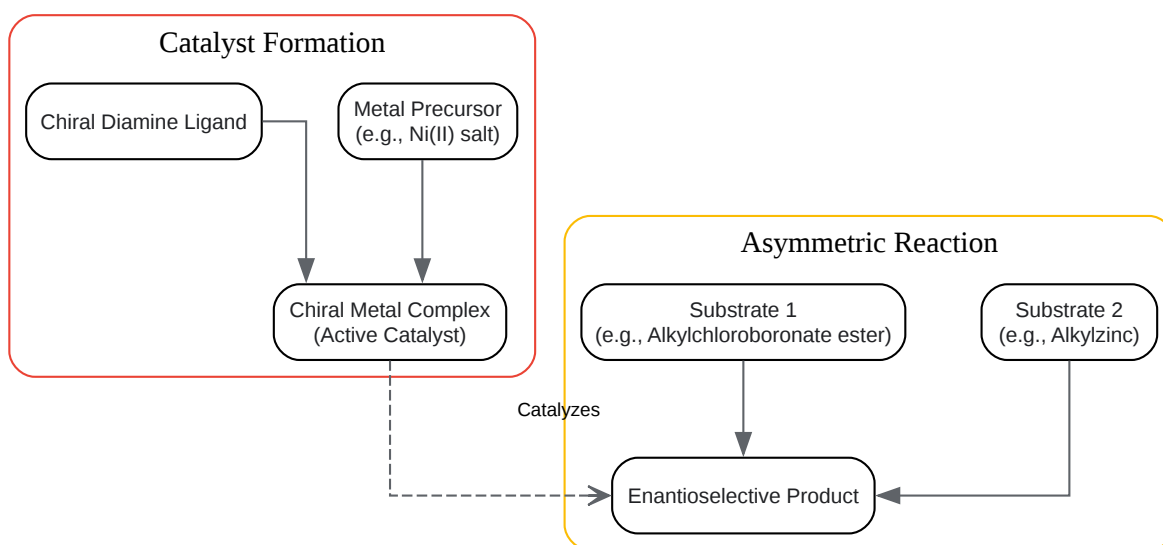 Catalyst Formation
Chiral Diamine Ligand
Metal Precursor
(e.g., Ni(II) salt)
Chiral Metal Complex
(Active Catalyst)
Asymmetric Reaction
Substrate 1
(e.g., Alkylchloroboronate ester)
Substrate 2
(e.g., Alkylzinc)
Catalyzes
Enantioselective Product